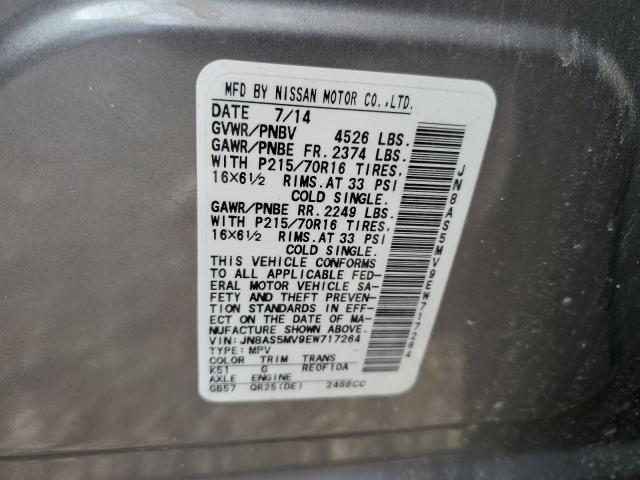 MFD BY NISSAN MOTOR CO.,LTD.
DATE 7/14
GVWR/PNBV 4526 LBS.
GAWR/PNBE FR. 2374 LBS.
WITH P215/70R16 TIRES,
16X6½ RIMS.AT 33 PSI
COLD SINGLE.
GAWR/PNBE RR. 2249 LBS.
WITH P215/70R16 TIRES,
16X6½ RIMS.AT 33 PSI
COLD SINGLE.
THIS VEHICLE CONFORMS
TO ALL APPLICABLE FED-
ERAL MOTOR VEHICLE SA-
FETY AND THEFT PREVEN-
TION STANDARDS IN EFF-
ECT ON THE DATE OF MA-
NUFACTURE SHOWN ABOVE.
VIN: JN8AS5MV9EW717264
TYPE: MPV
COLOR TRIM TRANS
K51 G RE0F10A
AXLE ENGINE
GB57 QR25(DE) 2488CC
JN8AS5MV9EW717264